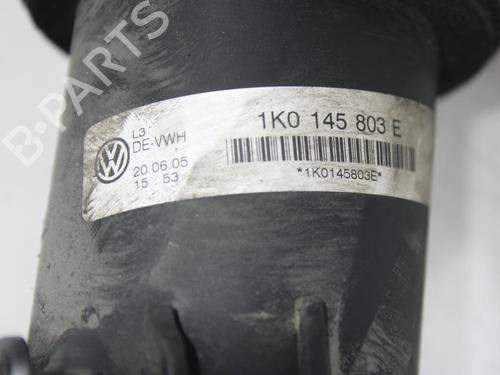 B-PARTS
L3
DE-VWH
20.06.05
15 53
1K0 145 803 E
*1K0145803E*